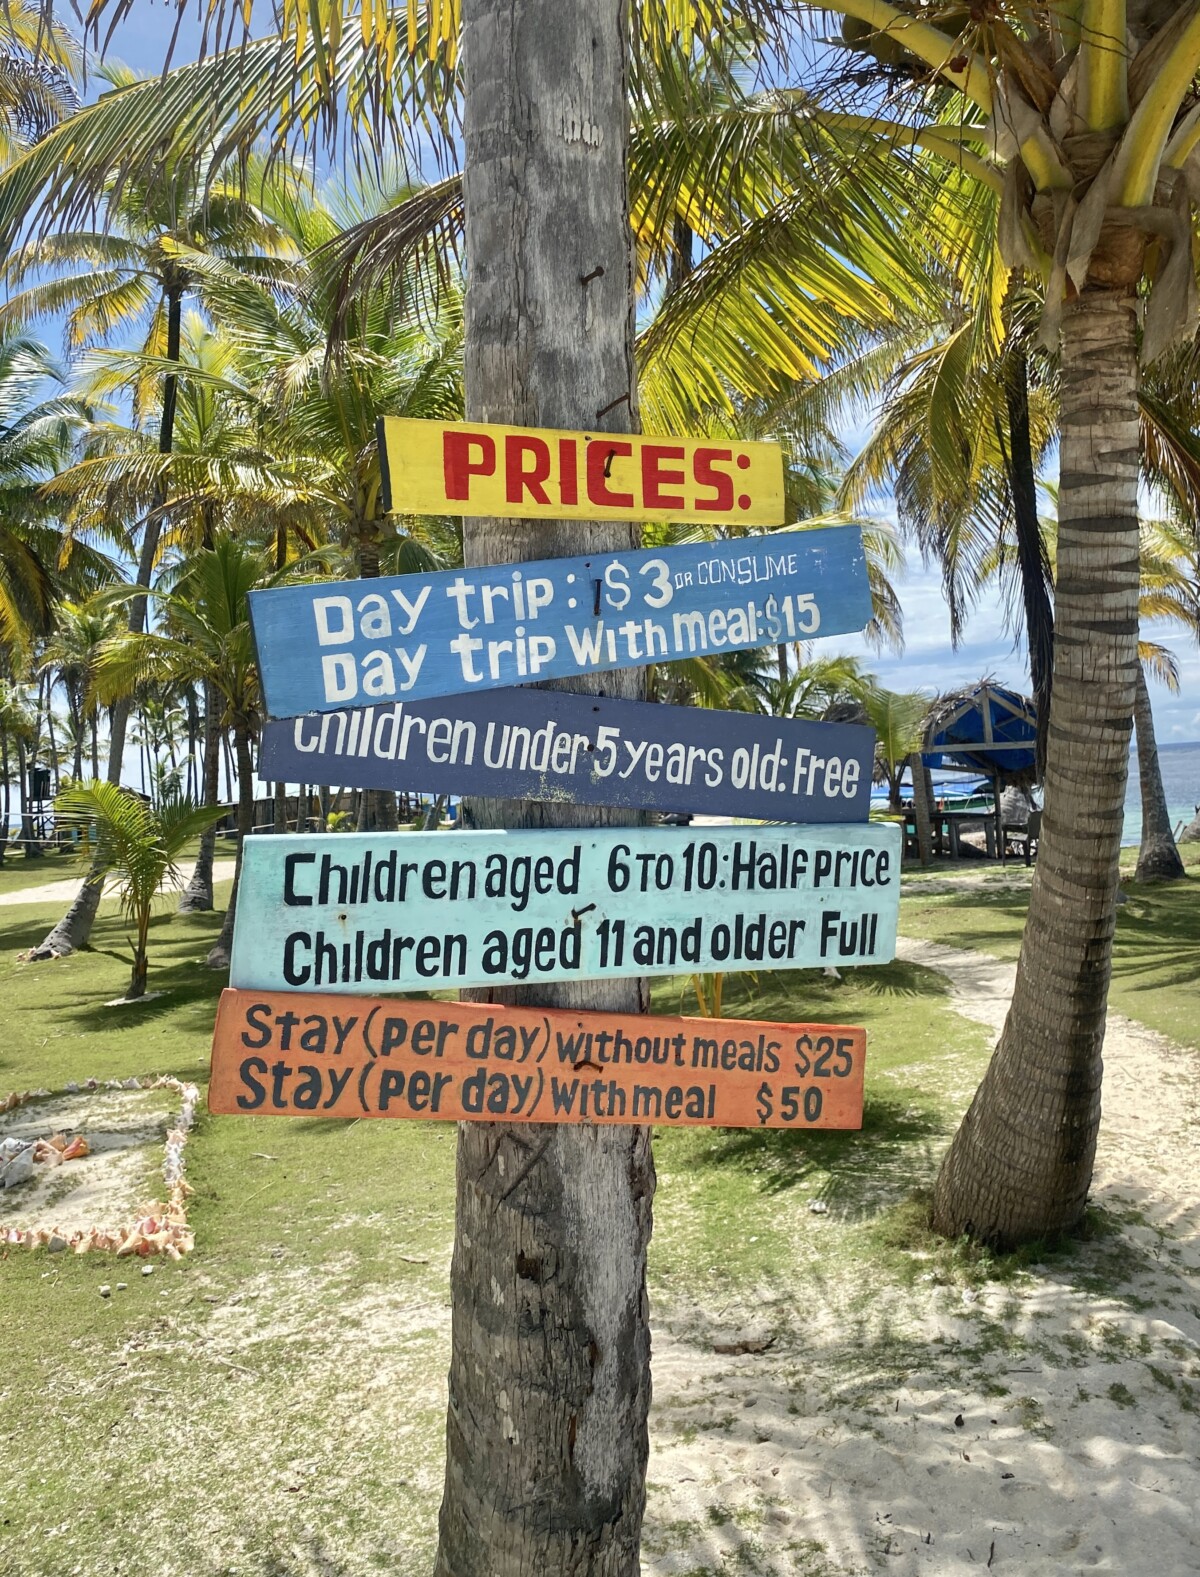 PRICES:
Day trip: $3 OR CONSUME
Day trip With meal:$15
Children under 5 years old: Free
Children aged 6 To 10: Half price
Children aged 11 and older Full
Stay (per day) without meals $25
Stay (per day) with meal $50